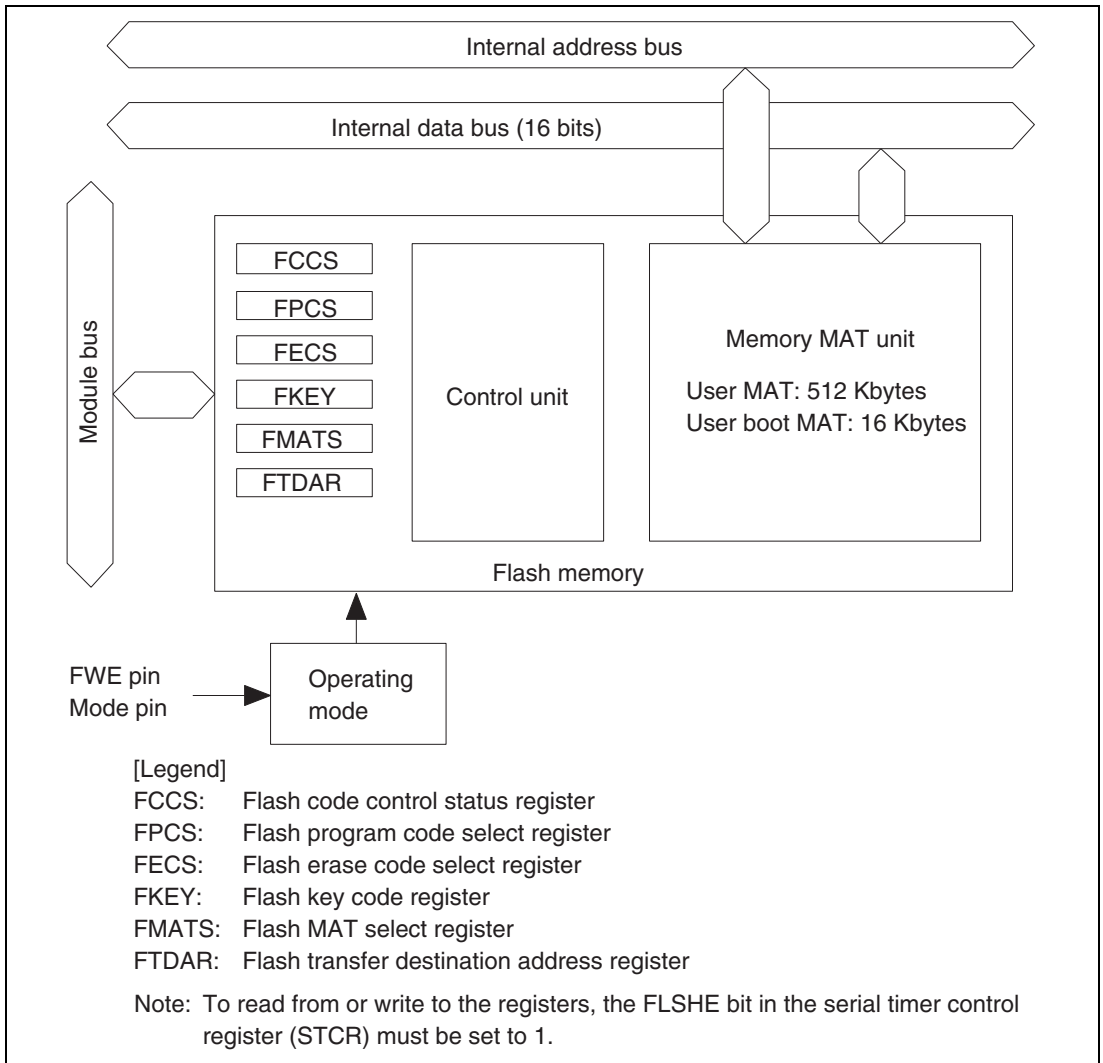 Internal address bus
Internal data bus (16 bits)
Module bus
FCCS
FPCS
FECS
FKEY
FMATS
FTDAR
Control unit
Memory MAT unit
User MAT: 512 Kbytes
User boot MAT: 16 Kbytes
Flash memory
FWE pin
Mode pin
Operating
mode
[Legend]
FCCS: Flash code control status register
FPCS: Flash program code select register
FECS: Flash erase code select register
FKEY: Flash key code register
FMATS: Flash MAT select register
FTDAR: Flash transfer destination address register
Note: To read from or write to the registers, the FLSHE bit in the serial timer control
register (STCR) must be set to 1.